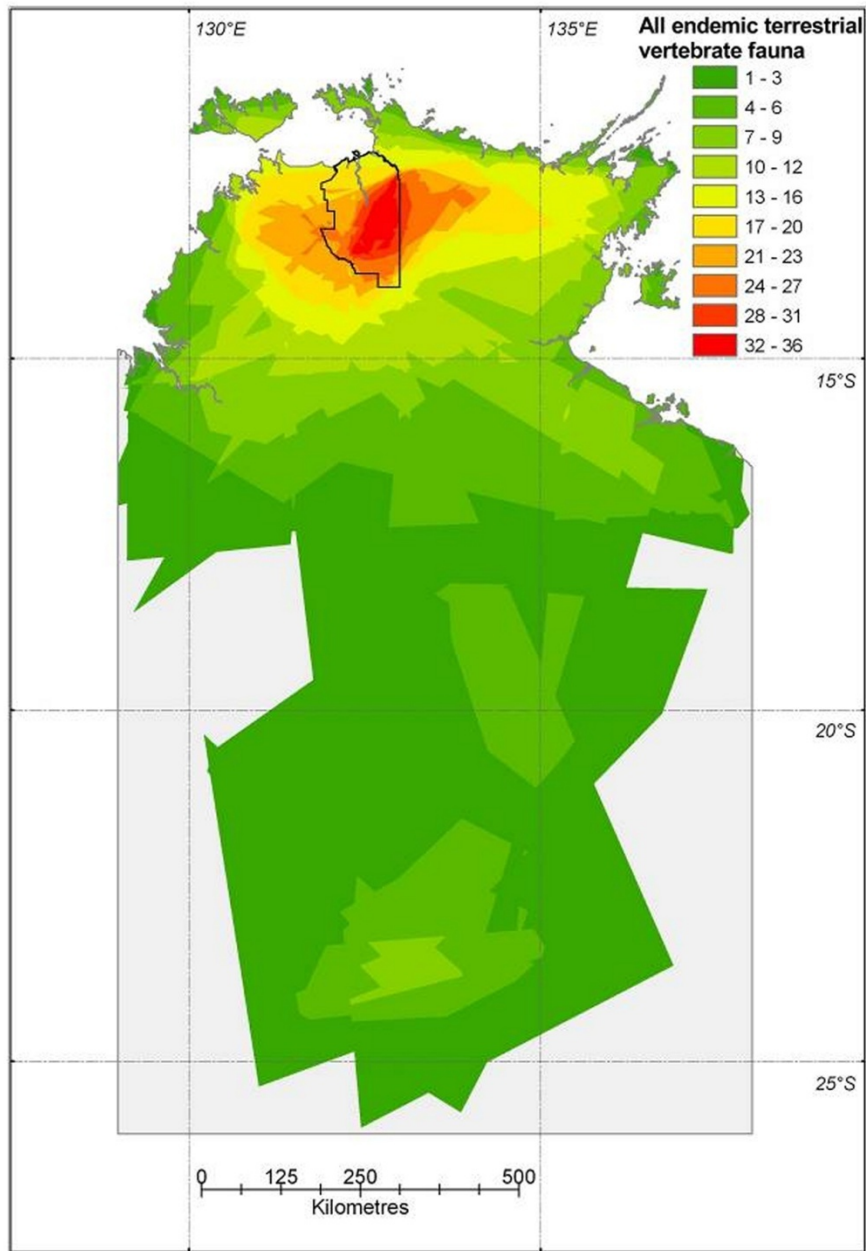 130°E
135°E
All endemic terrestrial
vertebrate fauna
1 - 3
4 - 6
7 - 9
10 - 12
13 - 16
17 - 20
21 - 23
24 - 27
28 - 31
32 - 36
15°S
20°S
25°S
0 125 250 500
Kilometres